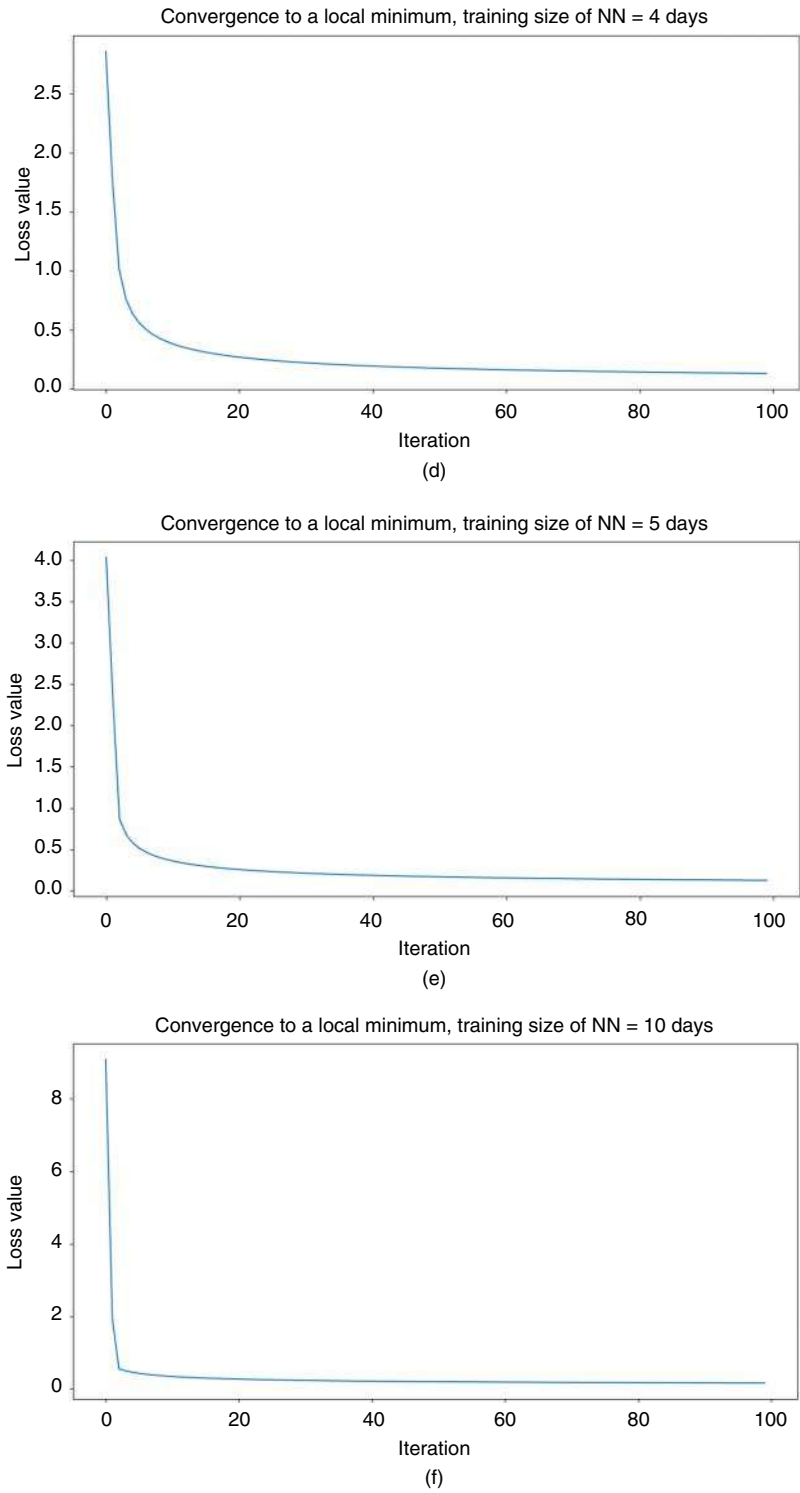 Convergence to a local minimum, training size of NN = 4 days
2.5
2.0
1.5
1.0
0.5
0.0
Loss value
0 20 40 60 80 100
Iteration
(d)
Convergence to a local minimum, training size of NN = 5 days
4.0
3.5
3.0
2.5
2.0
1.5
1.0
0.5
0.0
Loss value
0 20 40 60 80 100
Iteration
(e)
Convergence to a local minimum, training size of NN = 10 days
8
6
4
2
0
Loss value
0 20 40 60 80 100
Iteration
(f)